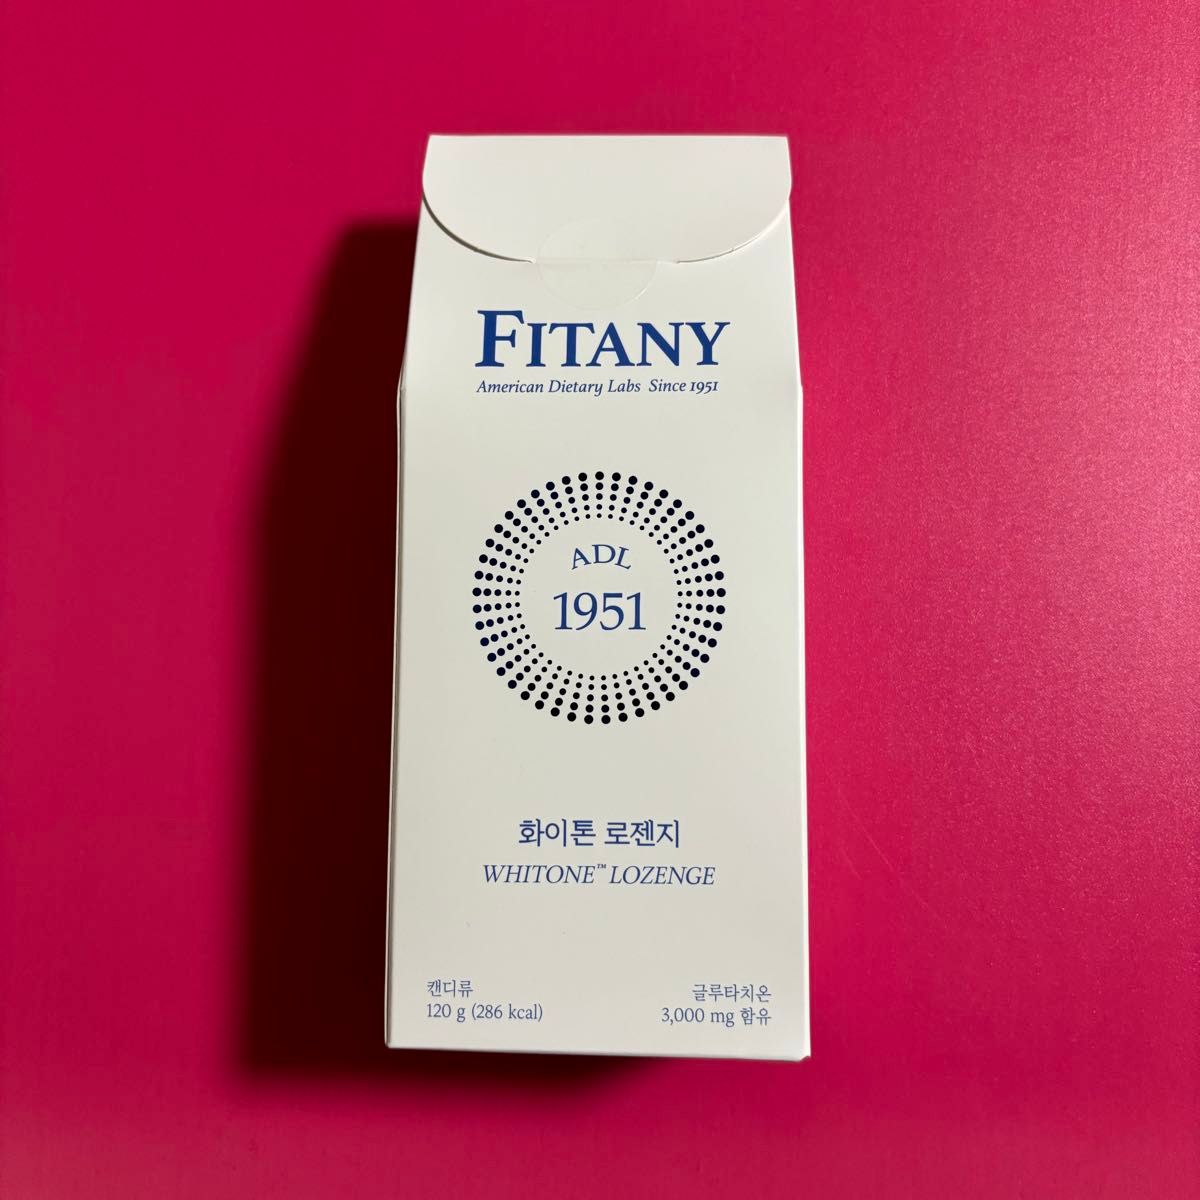 FITANY
American Dietary Labs Since 1951
ADL
1951
화이톤 로젠지
WHITONE™ LOZENGE
캔디류
120 g (286 kcal)
글루타치온
3,000 mg 함유